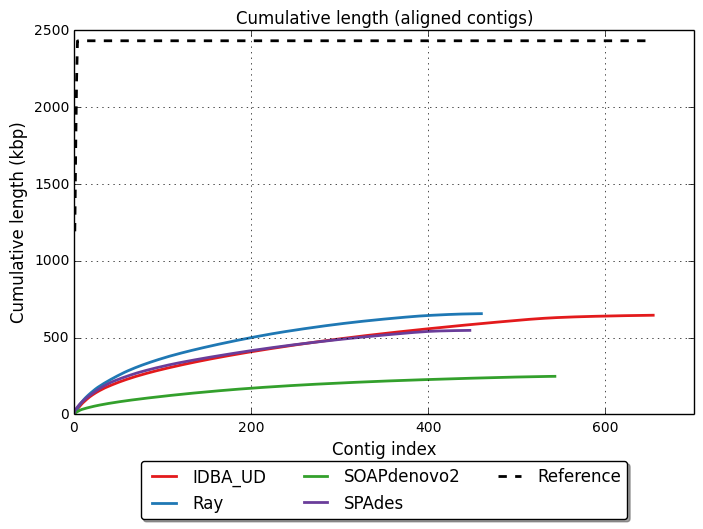 Cumulative length (aligned contigs)
2500
2000
1500
1000
500
0
Cumulative length (kbp)
0 200 400 600
Contig index
IDBA_UD SOAPdenovo2 Reference
Ray SPAdes